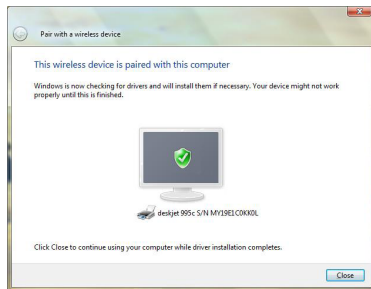 Pair with a wireless device
This wireless device is paired with this computer
Windows is now checking for drivers and will install them if necessary. Your device might not work
properly until this is finished.
deskjet 995c S/N MY19E1C0KK0L
Click Close to continue using your computer while driver installation completes.
Close